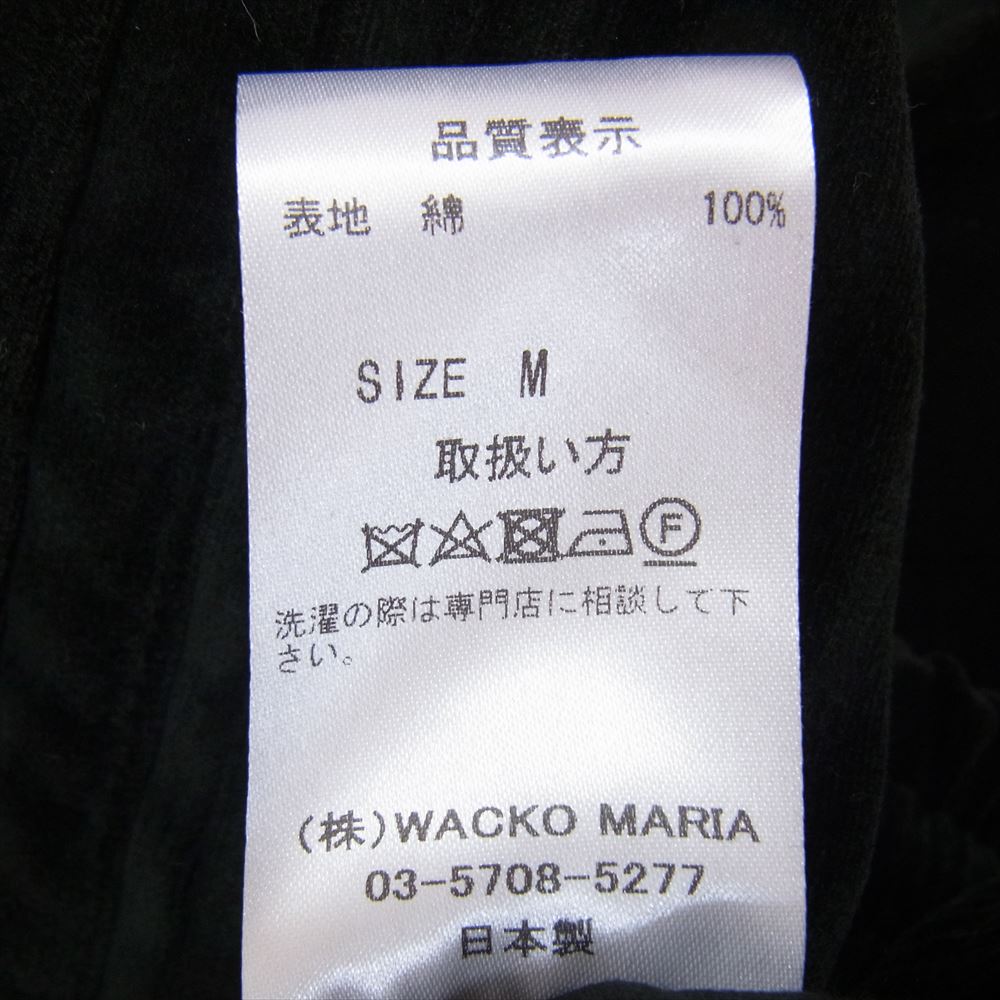 品質表示
表地 綿 100%
SIZE M
取扱い方
F
洗濯の際は専門店に相談して下
さい。
(株)WACKO MARIA
03-5708-5277
日本製